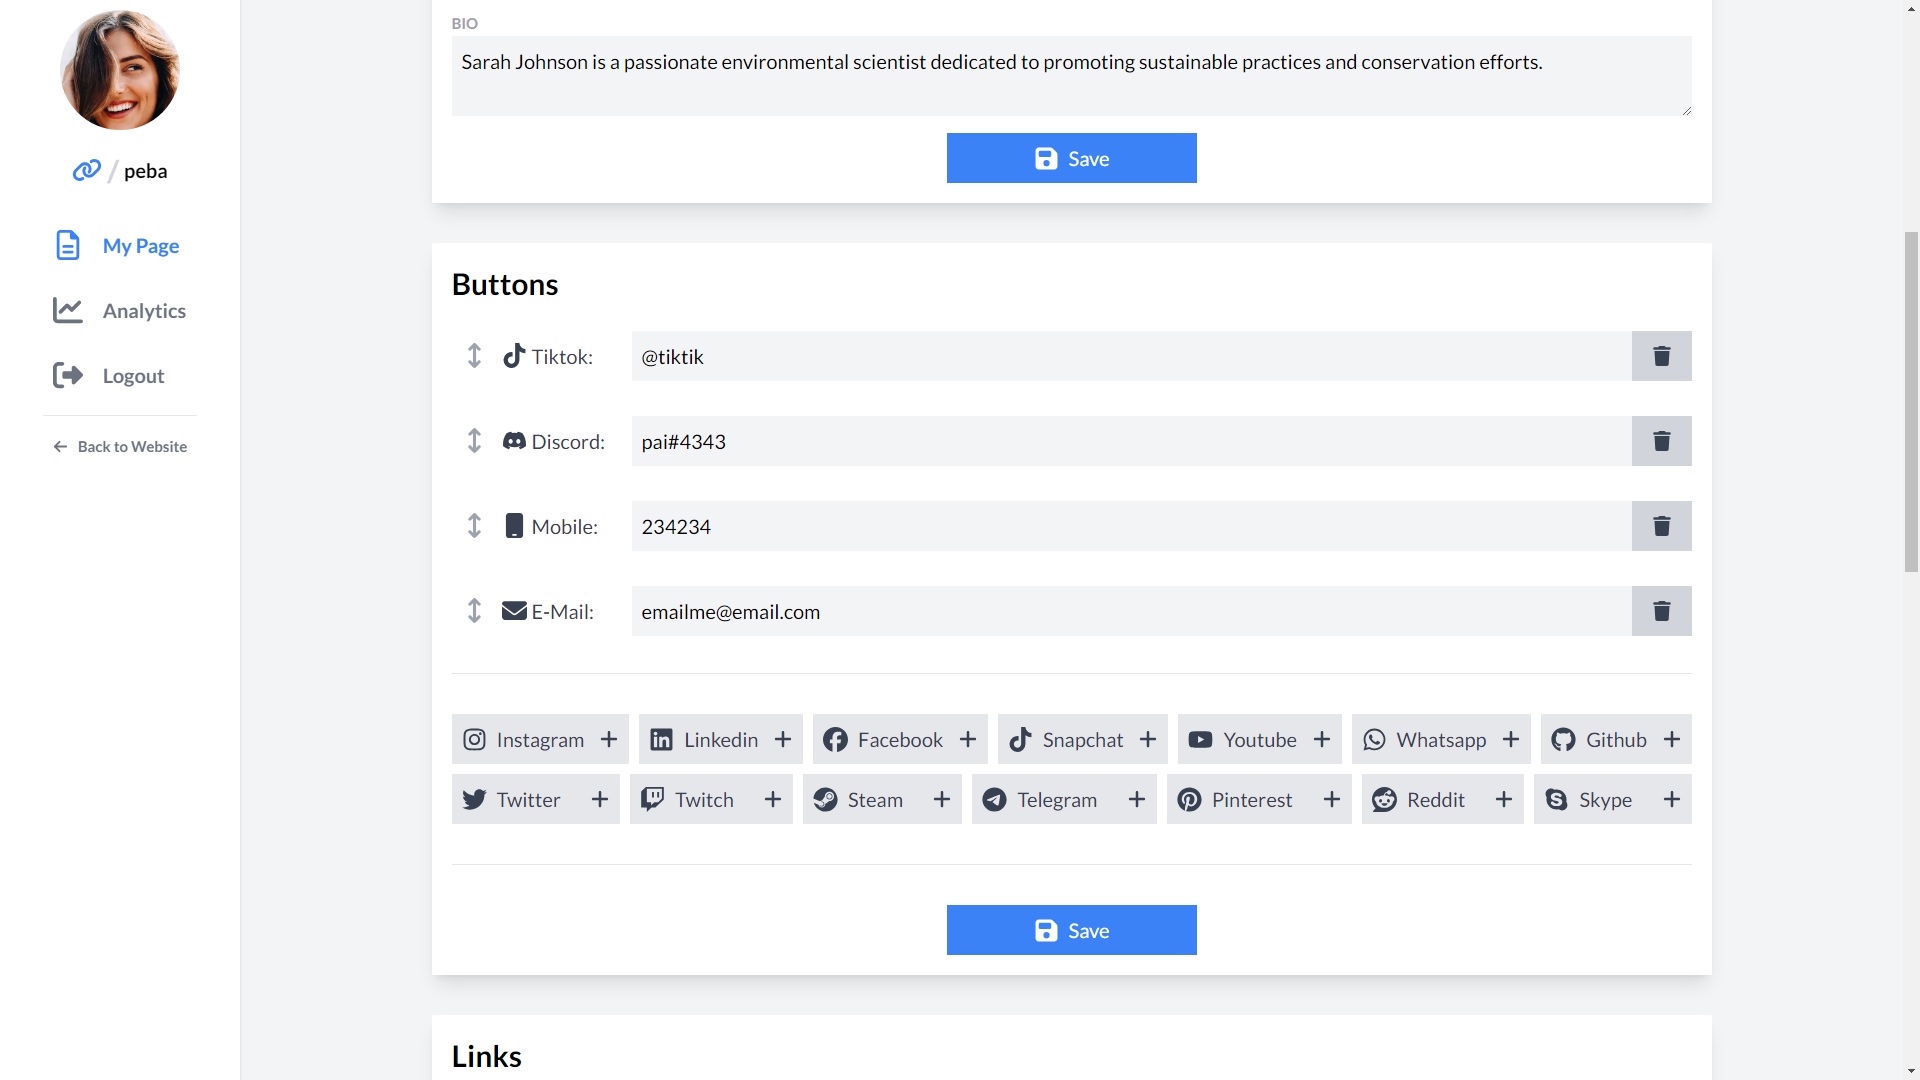 peba
My Page
Analytics
Logout
Back to Website
BIO
Sarah Johnson is a passionate environmental scientist dedicated to promoting sustainable practices and conservation efforts.
Save
Buttons
Tiktok: @tiktik
Discord: pai#4343
Mobile: 234234
E-Mail: emailme@email.com
Instagram + Linkedin + Facebook + Snapchat + Youtube + Whatsapp + Github +
Twitter + Twitch + Steam + Telegram + Pinterest + Reddit + Skype +
Save
Links